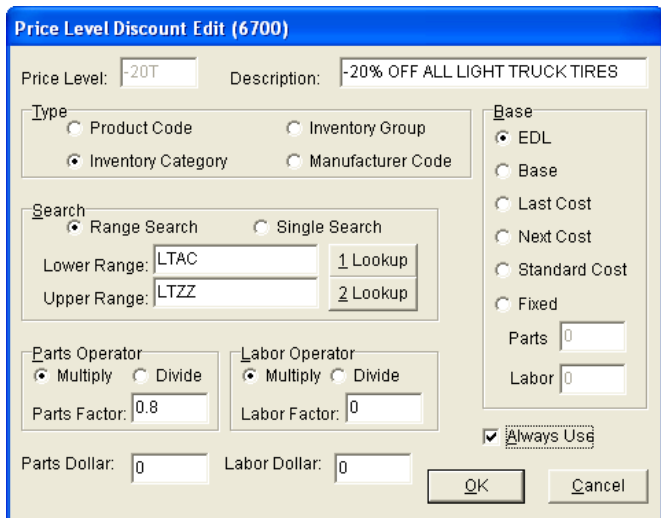 Price Level Discount Edit (6700)
Price Level: -20T Description: -20% OFF ALL LIGHT TRUCK TIRES
Type
Product Code Inventory Group
Inventory Category Manufacturer Code
Base
EDL
Base
Last Cost
Next Cost
Standard Cost
Fixed
Parts 0
Labor 0
Search
Range Search Single Search
Lower Range: LTAC 1 Lookup
Upper Range: LTZZ 2 Lookup
Parts Operator
Multiply Divide
Parts Factor: 0.8
Labor Operator
Multiply Divide
Labor Factor: 0
Always Use
Parts Dollar: 0 Labor Dollar: 0
OK Cancel